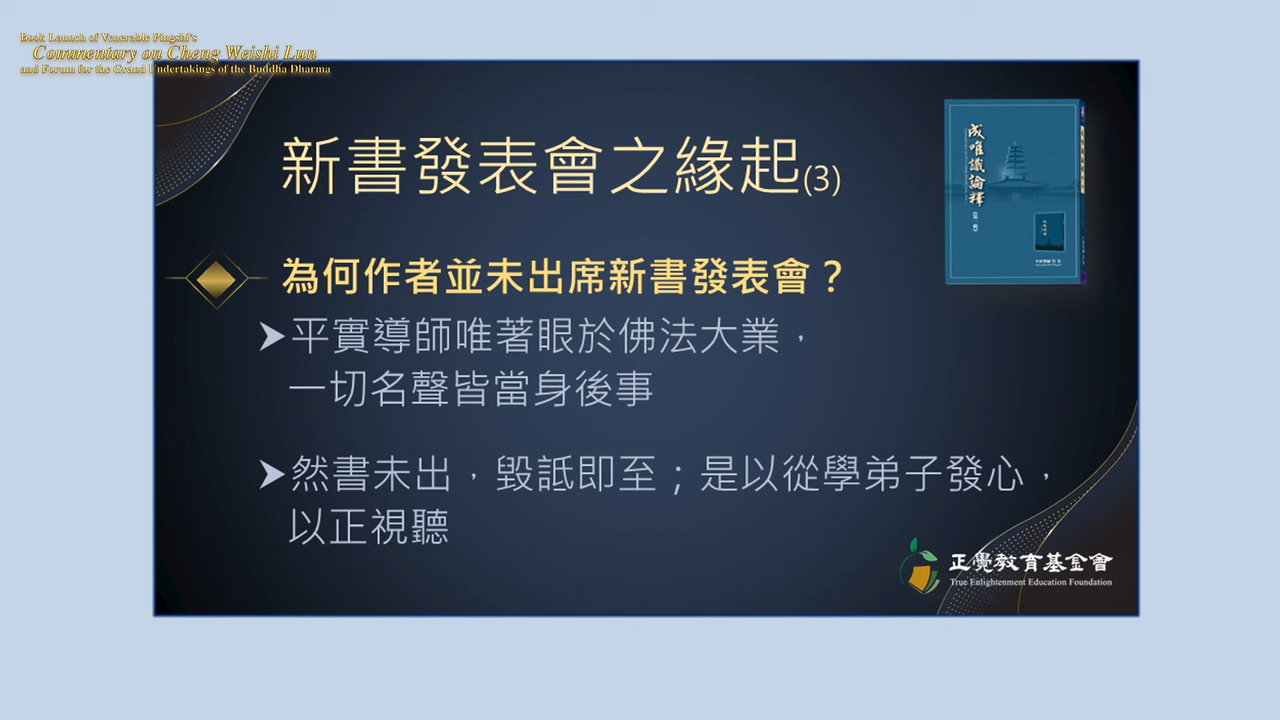 Book Launch of Venerable Pingshi's
Commentary on Cheng Weishi Lun
and Forum for the Grand Undertakings of the Buddha Dharma
新書發表會之緣起(3)
成唯識論釋
為何作者並未出席新書發表會？
➤平實導師唯著眼於佛法大業，
一切名聲皆當身後事
➤然書未出，毀詆即至；是以從學弟子發心，
以正視聽
正覺教育基金會
True Enlightenment Education Foundation